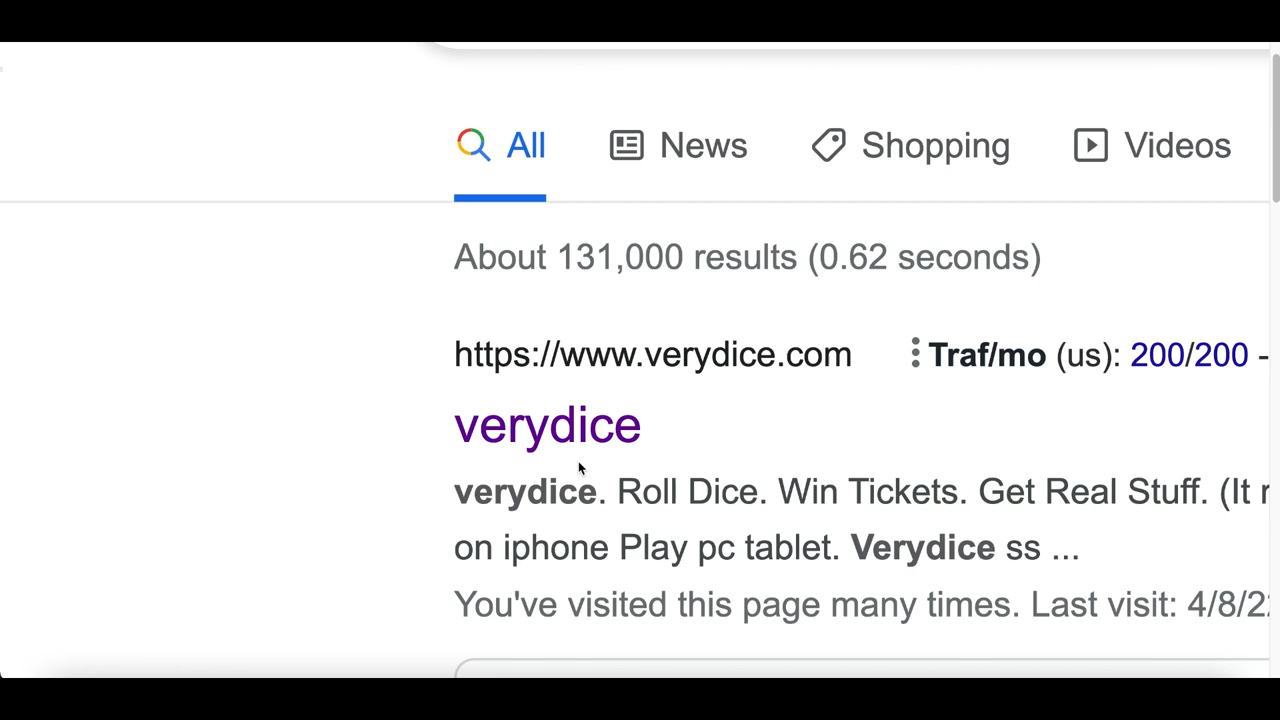 All News Shopping Videos
About 131,000 results (0.62 seconds)
https://www.verydice.com Traf/mo (us): 200/200 -
verydice
verydice. Roll Dice. Win Tickets. Get Real Stuff. (It r
on iphone Play pc tablet. Verydice ss ...
You've visited this page many times. Last visit: 4/8/2